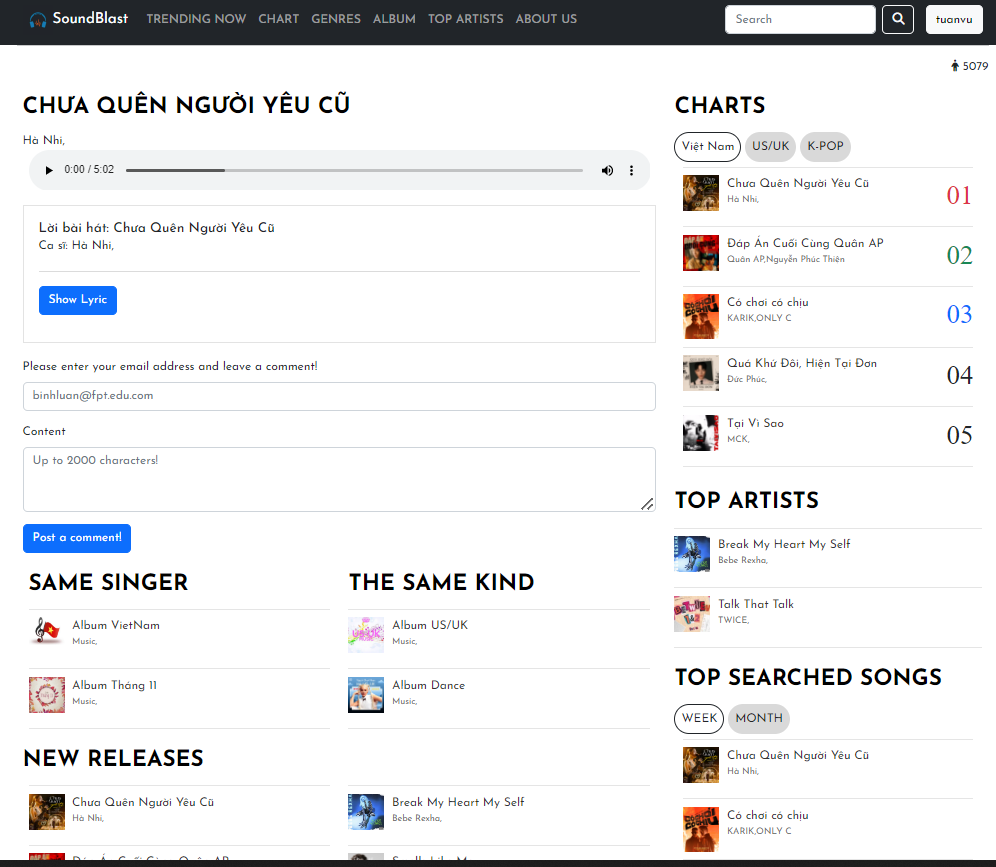 SoundBlast TRENDING NOW CHART GENRES ALBUM TOP ARTISTS ABOUT US Search tuanvu
5079
CHƯA QUÊN NGƯỜI YÊU CŨ
Hà Nhi,
0:00 / 5:02
Lời bài hát: Chưa Quên Người Yêu Cũ
Ca sĩ: Hà Nhi,
Show Lyric
Please enter your email address and leave a comment!
binhluan@fpt.edu.com
Content
Up to 2000 characters!
Post a comment!
SAME SINGER
Album VietNam
Music,
Album Tháng 11
Music,
THE SAME KIND
Album US/UK
Music,
Album Dance
Music,
NEW RELEASES
Chưa Quên Người Yêu Cũ
Hà Nhi,
Break My Heart My Self
Bebe Rexha,
CHARTS
Việt Nam US/UK K-POP
Chưa Quên Người Yêu Cũ
Hà Nhi,
01
Đáp Án Cuối Cùng Quân AP
Quân AP,Nguyễn Phúc Thiên
02
Có chơi có chịu
KARIK,ONLY C
03
Quá Khứ Đôi, Hiện Tại Đơn
Đức Phúc,
04
Tại Vì Sao
MCK,
05
TOP ARTISTS
Break My Heart My Self
Bebe Rexha,
Talk That Talk
TWICE,
TOP SEARCHED SONGS
WEEK MONTH
Chưa Quên Người Yêu Cũ
Hà Nhi,
Có chơi có chịu
KARIK,ONLY C